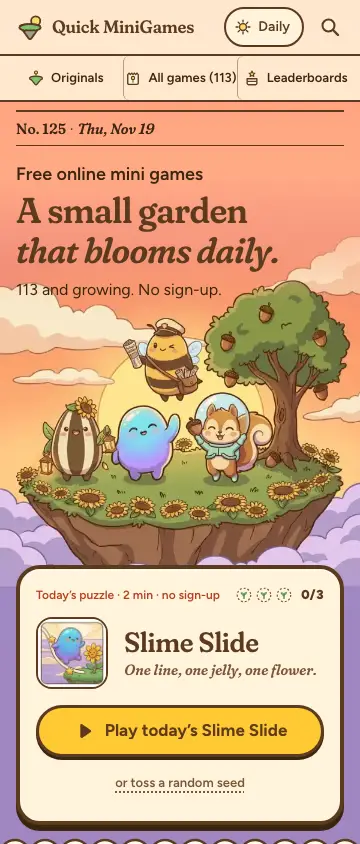 Quick MiniGames
Daily
Originals
All games (113)
Leaderboards
No. 125 · Thu, Nov 19
Free online mini games
A small garden
that blooms daily.
113 and growing. No sign-up.
Today's puzzle · 2 min · no sign-up
0/3
Slime Slide
One line, one jelly, one flower.
Play today's Slime Slide
or toss a random seed